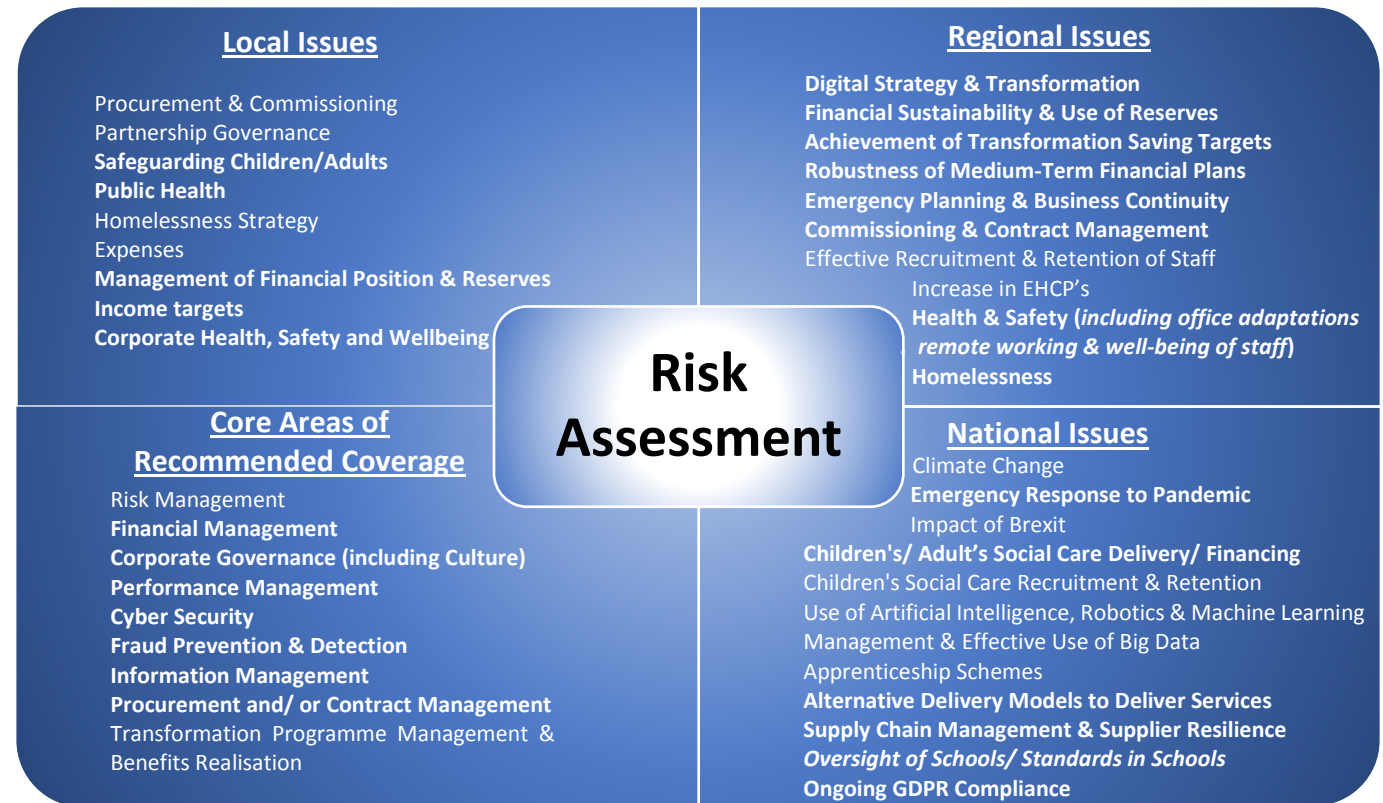 Local Issues
Procurement & Commissioning
Partnership Governance
Safeguarding Children/Adults
Public Health
Homelessness Strategy
Expenses
Management of Financial Position & Reserves
Income targets
Corporate Health, Safety and Wellbeing
Regional Issues
Digital Strategy & Transformation
Financial Sustainability & Use of Reserves
Achievement of Transformation Saving Targets
Robustness of Medium-Term Financial Plans
Emergency Planning & Business Continuity
Commissioning & Contract Management
Effective Recruitment & Retention of Staff
Increase in EHCP’s
Health & Safety (including office adaptations
remote working & well-being of staff)
Homelessness
Risk
Assessment
Core Areas of
Recommended Coverage
Risk Management
Financial Management
Corporate Governance (including Culture)
Performance Management
Cyber Security
Fraud Prevention & Detection
Information Management
Procurement and/ or Contract Management
Transformation Programme Management &
Benefits Realisation
National Issues
Climate Change
Emergency Response to Pandemic
Impact of Brexit
Children's/ Adult’s Social Care Delivery/ Financing
Children's Social Care Recruitment & Retention
Use of Artificial Intelligence, Robotics & Machine Learning
Management & Effective Use of Big Data
Apprenticeship Schemes
Alternative Delivery Models to Deliver Services
Supply Chain Management & Supplier Resilience
Oversight of Schools/ Standards in Schools
Ongoing GDPR Compliance